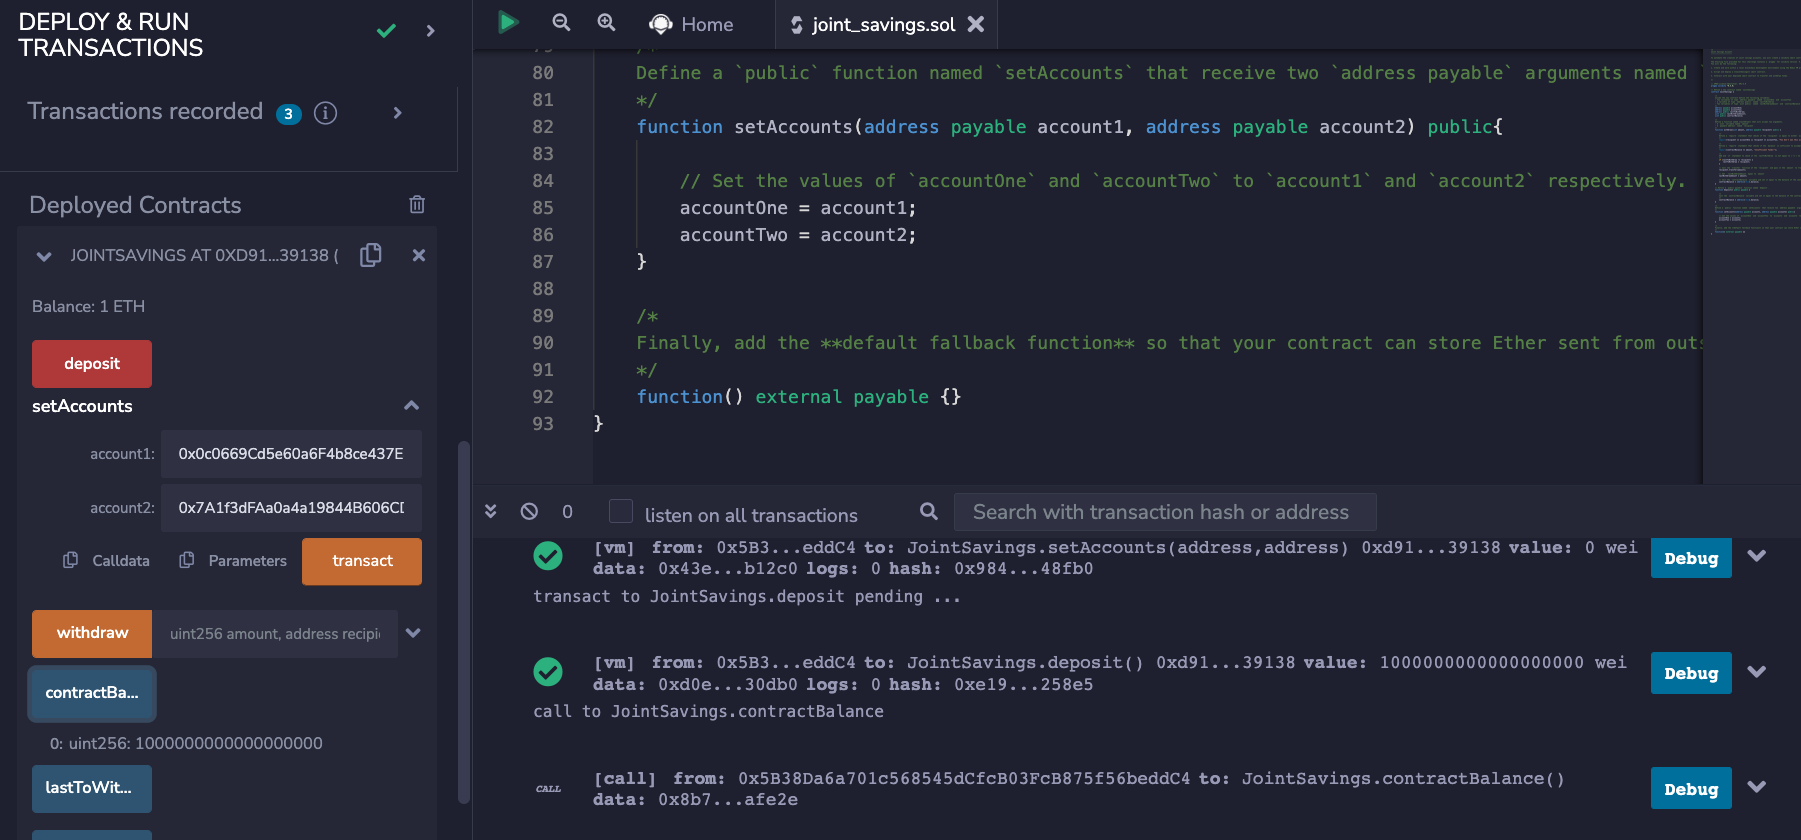 DEPLOY & RUN
TRANSACTIONS
Transactions recorded 3 i
Deployed Contracts
JOINTSAVINGS AT 0XD91...39138 (
Balance: 1 ETH
deposit
setAccounts
account1: 0x0c0669Cd5e60a6F4b8ce437E
account2: 0x7A1f3dFAa0a4a19844B606CD
Calldata Parameters transact
withdraw uint256 amount, address recipie
contractBa...
0: uint256: 1000000000000000000
lastToWit...
Home joint_savings.sol
80 Define a `public` function named `setAccounts` that receive two `address payable` arguments named `
81 */
82 function setAccounts(address payable account1, address payable account2) public{
83
84 // Set the values of `accountOne` and `accountTwo` to `account1` and `account2` respectively.
85 accountOne = account1;
86 accountTwo = account2;
87 }
88
89 /*
90 Finally, add the **default fallback function** so that your contract can store Ether sent from outs
91 */
92 function() external payable {}
93 }
0 listen on all transactions Search with transaction hash or address
[vm] from: 0x5B3...eddC4 to: JointSavings.setAccounts(address,address) 0xd91...39138 value: 0 wei
data: 0x43e...b12c0 logs: 0 hash: 0x984...48fb0
Debug
transact to JointSavings.deposit pending ...
[vm] from: 0x5B3...eddC4 to: JointSavings.deposit() 0xd91...39138 value: 1000000000000000000 wei
data: 0xd0e...30db0 logs: 0 hash: 0xe19...258e5
Debug
call to JointSavings.contractBalance
CALL [call] from: 0x5B38Da6a701c568545dCfcB03FcB875f56beddC4 to: JointSavings.contractBalance()
data: 0x8b7...afe2e
Debug